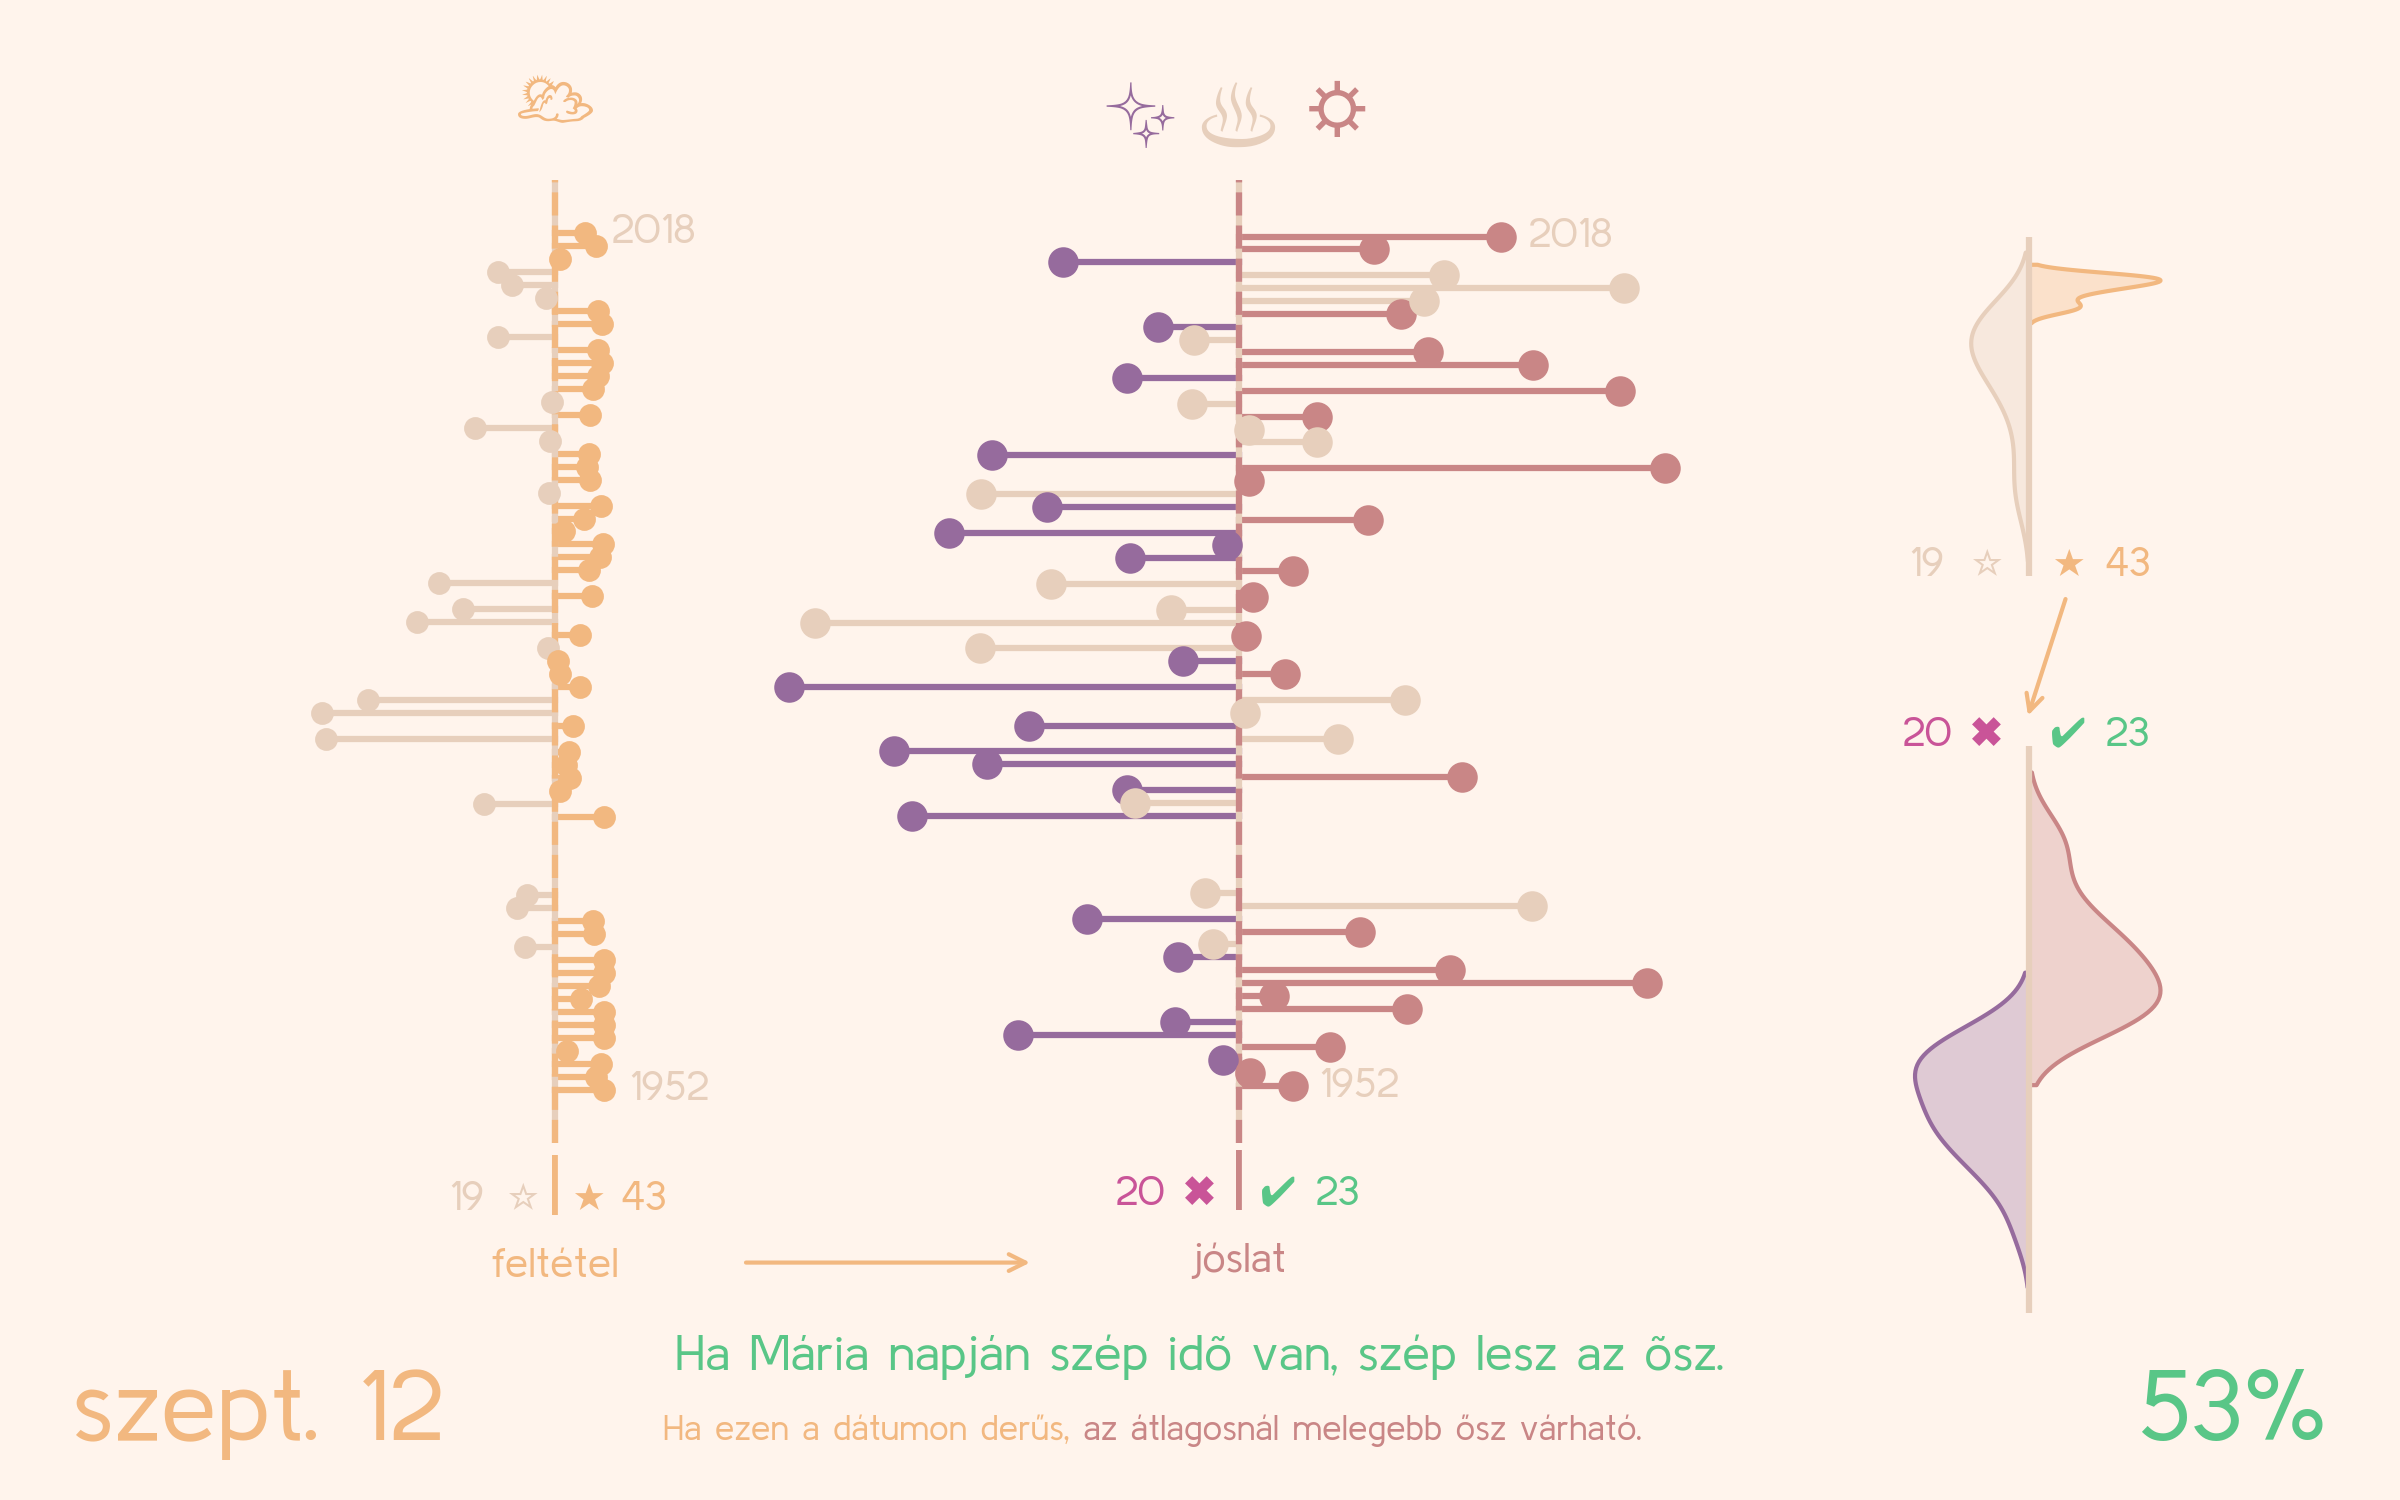 2018
2018
19 ☆ ★ 43
20 ✖ ✔ 23
1952
1952
19 ☆ ★ 43
20 ✖ ✔ 23
feltétel
jóslat
Ha Mária napján szép idõ van, szép lesz az õsz.
szept. 12
Ha ezen a dátumon derűs, az átlagosnál melegebb ősz várható.
53%